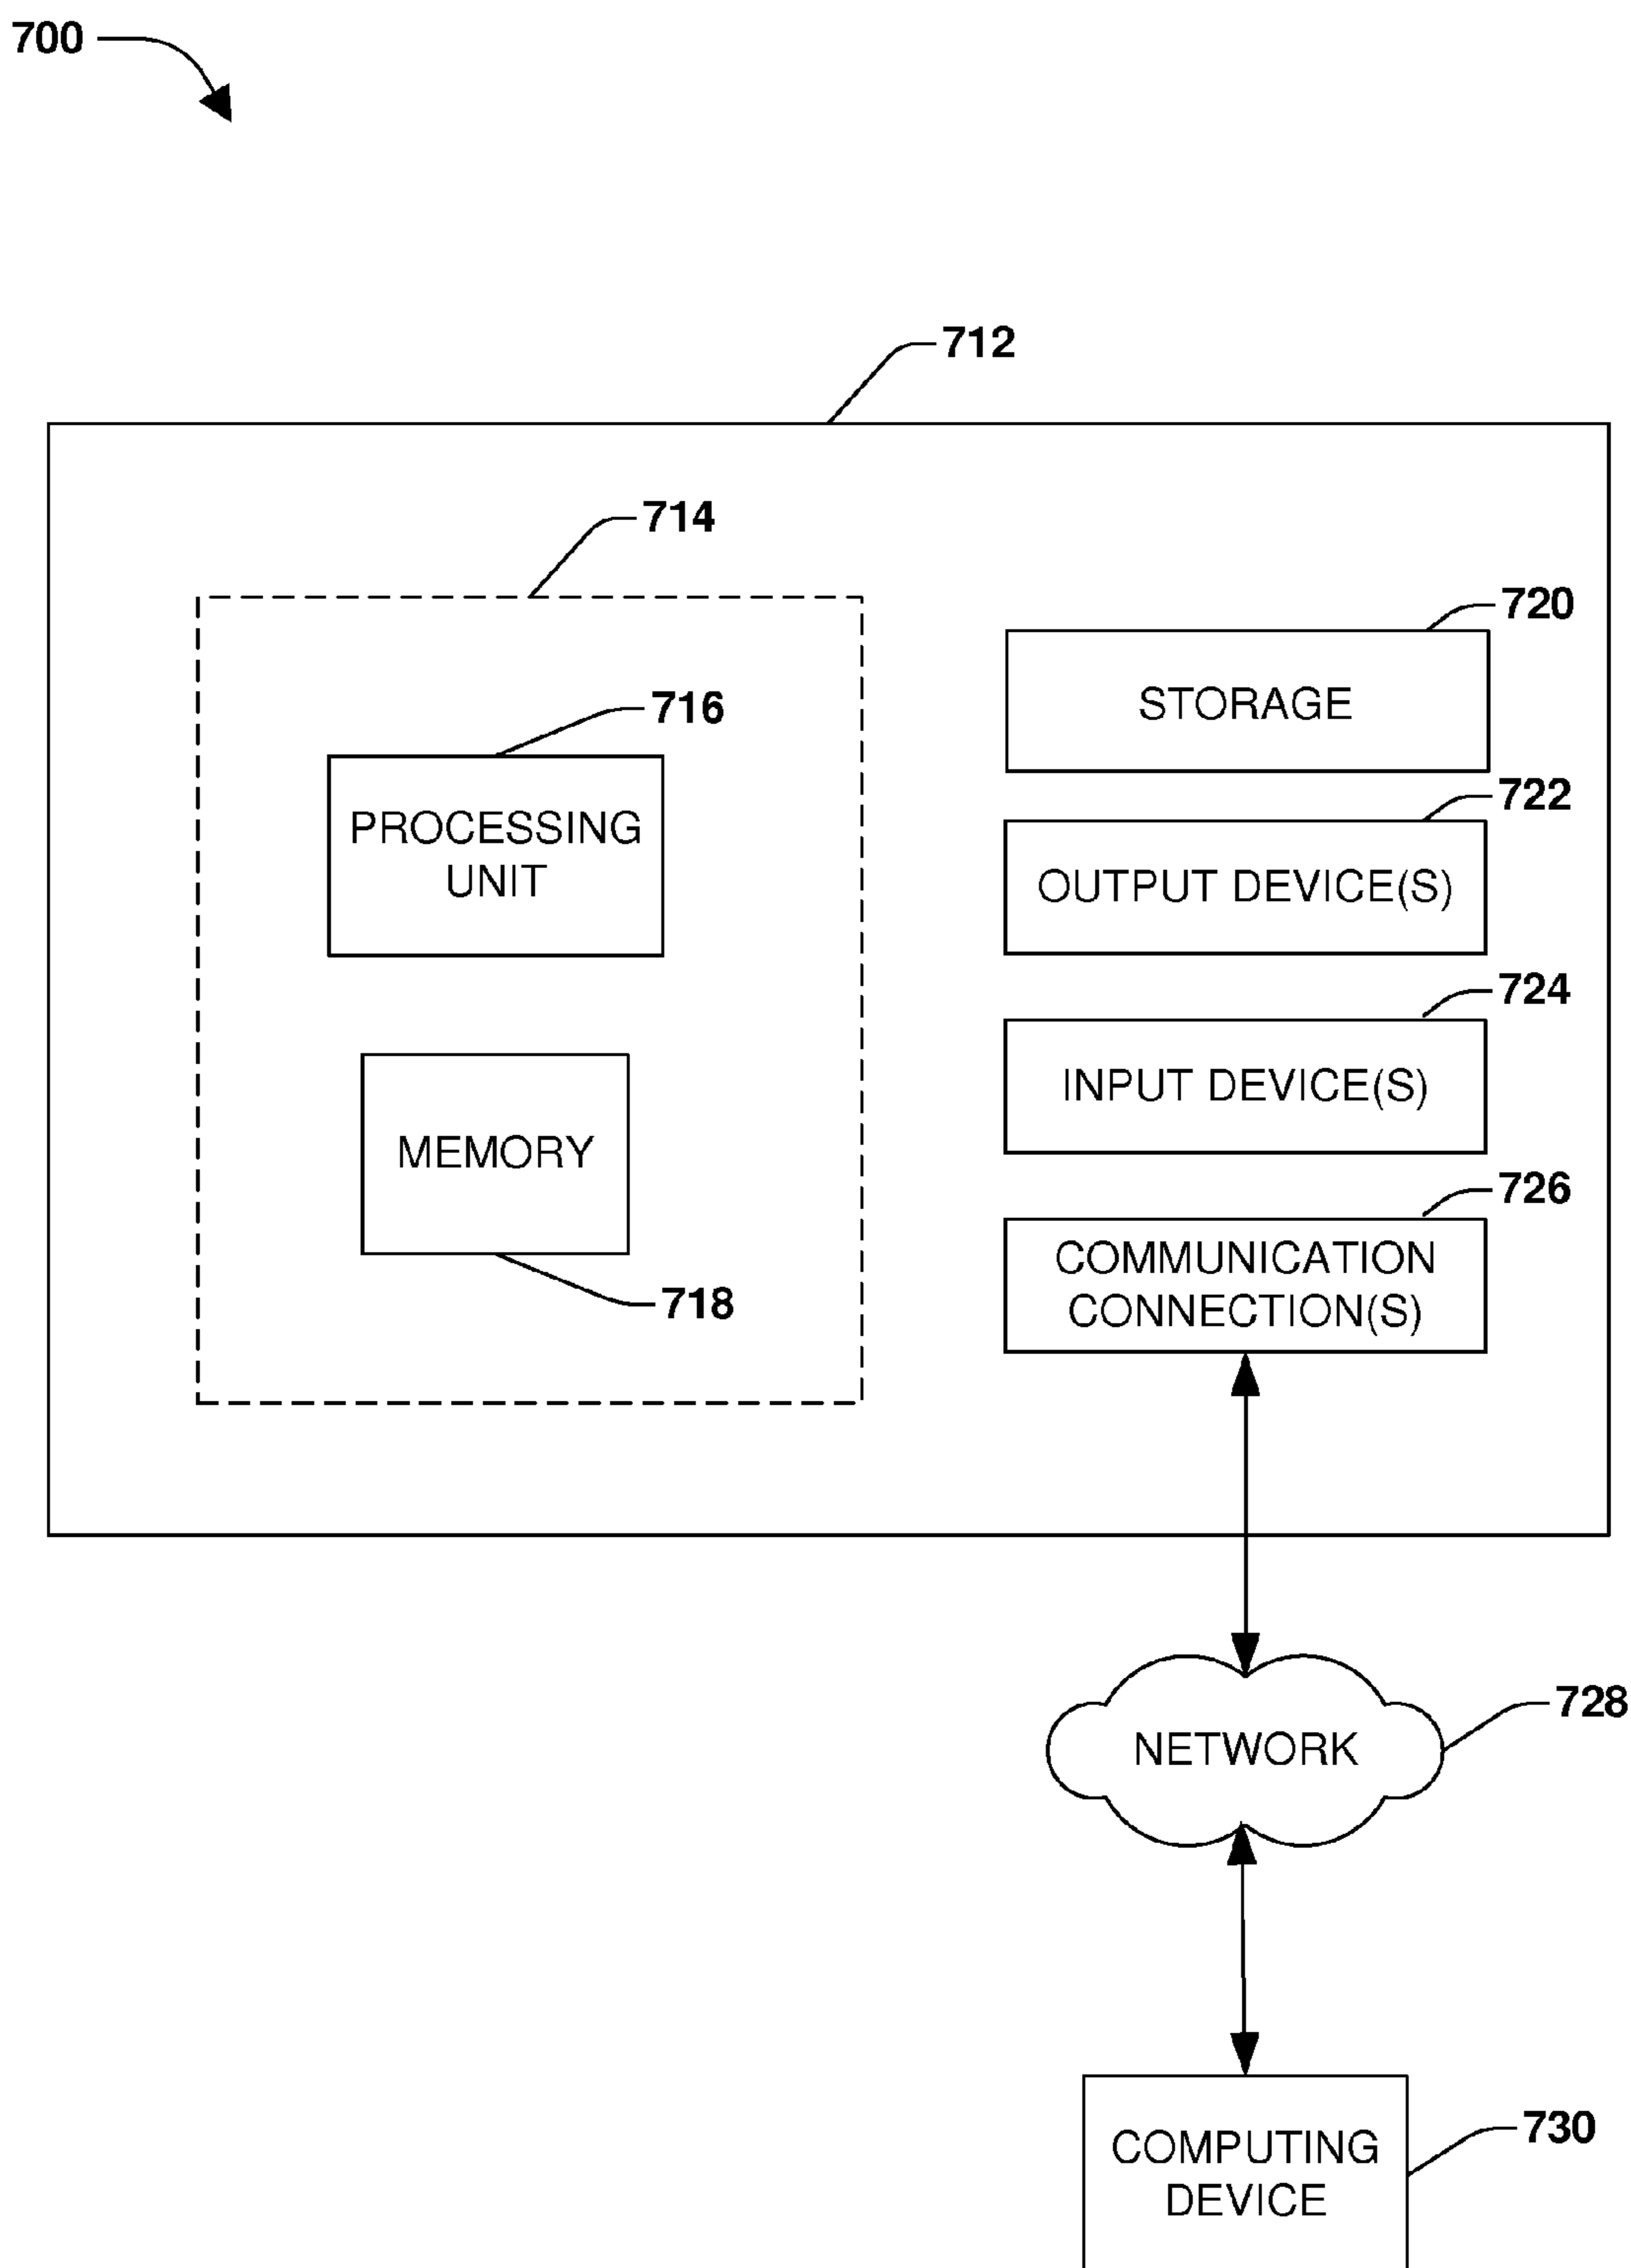 700
712
714
720
STORAGE
716
PROCESSING
UNIT
722
OUTPUT DEVICE(S)
724
INPUT DEVICE(S)
MEMORY
718
726
COMMUNICATION
CONNECTION(S)
NETWORK
728
COMPUTING
DEVICE
730